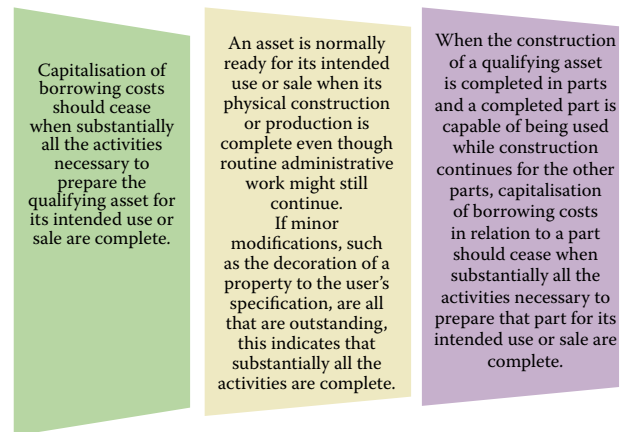 Capitalisation of
borrowing costs
should cease
when substantially
all the activities
necessary to
prepare the
qualifying asset for
its intended use or
sale are complete.
An asset is normally
ready for its intended
use or sale when its
physical construction
or production is
complete even though
routine administrative
work might still
continue.
If minor
modifications, such
as the decoration of a
property to the user's
specification, are all
that are outstanding,
this indicates that
substantially all the
activities are complete.
When the construction
of a qualifying asset
is completed in parts
and a completed part is
capable of being used
while construction
continues for the other
parts, capitalisation
of borrowing costs
in relation to a part
should cease when
substantially all the
activities necessary to
prepare that part for its
intended use or sale are
complete.